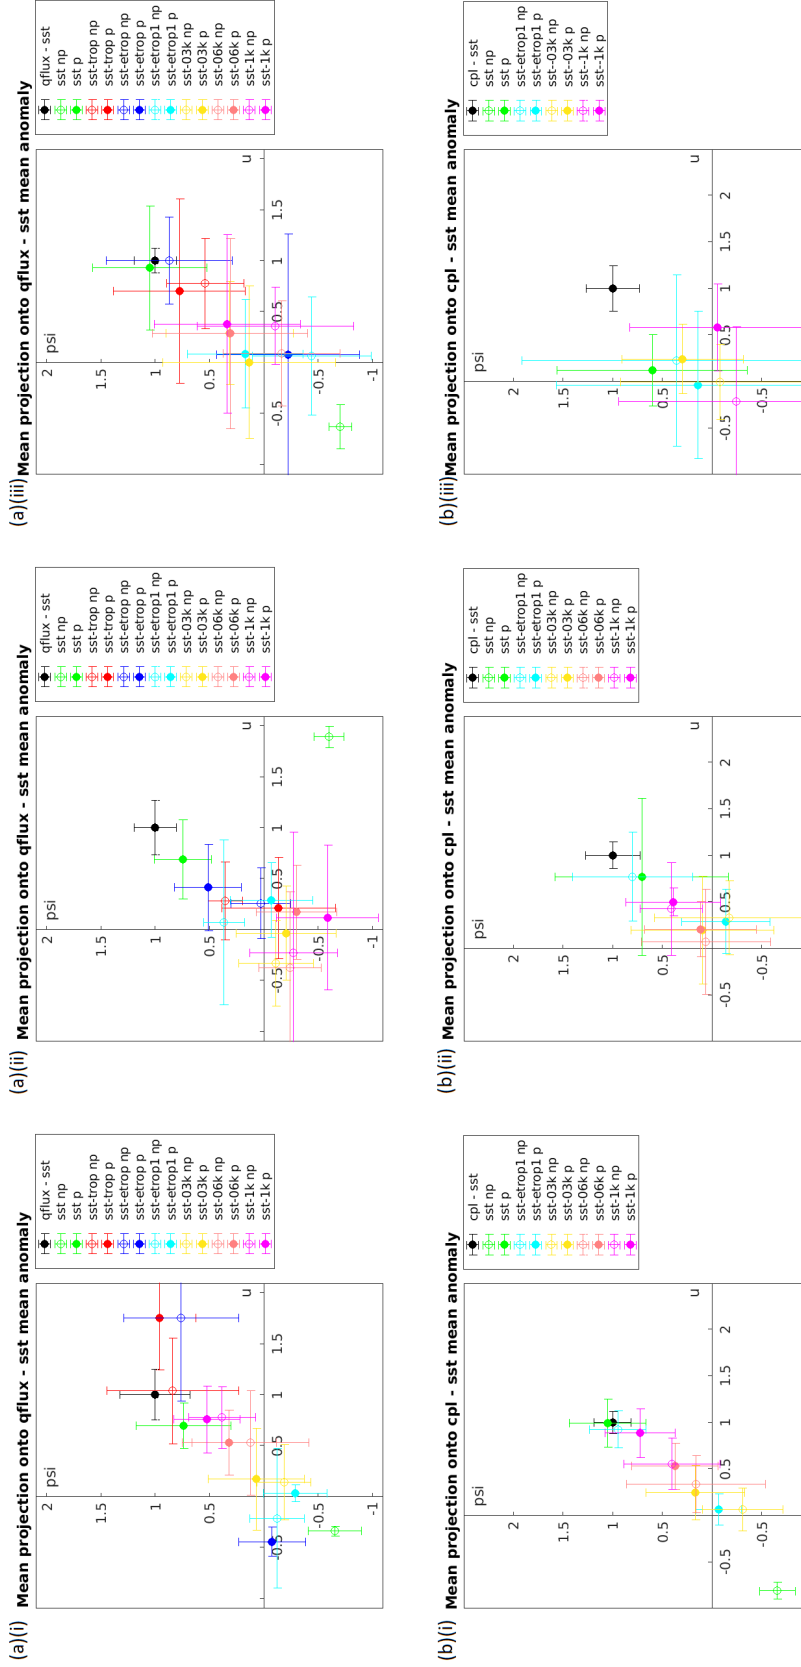 (a)(i)
Mean projection onto qflux - sst mean anomaly
psi
2
1.5
1
0.5
-0.5
-1
-0.5
0.5
1
1.5
u
qflux - sst
sst np
sst p
sst-trop np
sst-trop p
sst-etrop np
sst-etrop p
sst-etrop1 np
sst-etrop1 p
sst-03k np
sst-03k p
sst-06k np
sst-06k p
sst-1k np
sst-1k p
(a)(ii)
Mean projection onto qflux - sst mean anomaly
psi
2
1.5
1
0.5
-0.5
-1
-0.5
0.5
1
1.5
u
qflux - sst
sst np
sst p
sst-trop np
sst-trop p
sst-etrop np
sst-etrop p
sst-etrop1 np
sst-etrop1 p
sst-03k np
sst-03k p
sst-06k np
sst-06k p
sst-1k np
sst-1k p
(a)(iii)
Mean projection onto qflux - sst mean anomaly
psi
2
1.5
1
0.5
-0.5
-1
-0.5
0.5
1
1.5
u
qflux - sst
sst np
sst p
sst-trop np
sst-trop p
sst-etrop np
sst-etrop p
sst-etrop1 np
sst-etrop1 p
sst-03k np
sst-03k p
sst-06k np
sst-06k p
sst-1k np
sst-1k p
(b)(i)
Mean projection onto cpl - sst mean anomaly
psi
2
1.5
1
0.5
-0.5
-0.5
0.5
1
1.5
2
u
cpl - sst
sst np
sst p
sst-etrop1 np
sst-etrop1 p
sst-03k np
sst-03k p
sst-06k np
sst-06k p
sst-1k np
sst-1k p
(b)(ii)
Mean projection onto cpl - sst mean anomaly
psi
2
1.5
1
0.5
-0.5
-0.5
0.5
1
1.5
2
u
cpl - sst
sst np
sst p
sst-etrop1 np
sst-etrop1 p
sst-03k np
sst-03k p
sst-06k np
sst-06k p
sst-1k np
sst-1k p
(b)(iii)
Mean projection onto cpl - sst mean anomaly
psi
2
1.5
1
0.5
-0.5
-0.5
0.5
1
1.5
2
u
cpl - sst
sst np
sst p
sst-etrop1 np
sst-etrop1 p
sst--03k np
sst--03k p
sst--1k np
sst--1k p